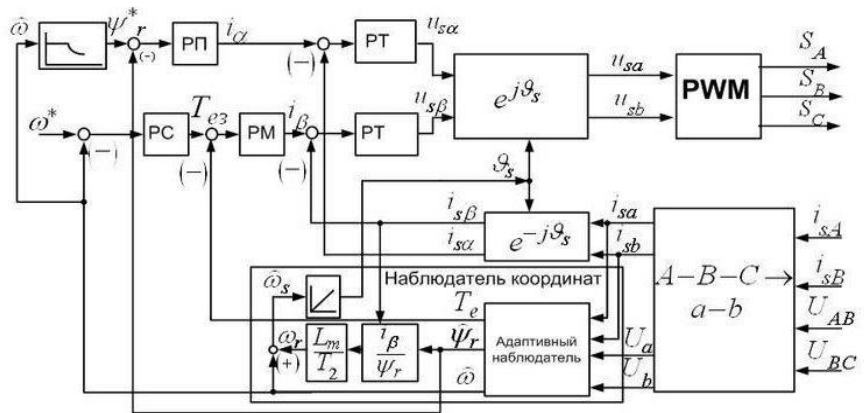 ω̂ ψ*r РП iα РТ usα
(-) (-)
e^jϑs usa PWM SA
usb SB
SC
ω* РС Teз РМ iβ РТ usβ
(-) (-) (-)
ϑs
isβ isa
isα e^-jϑs isb
A–B–C→
a–b
isA
isB
UAB
UBC
Наблюдатель координат
ω̂s
Te
Адаптивный
наблюдатель
Ua
Ub
ωr Lm/T2 iβ/ψr ψ̂r
(+)
ω̂